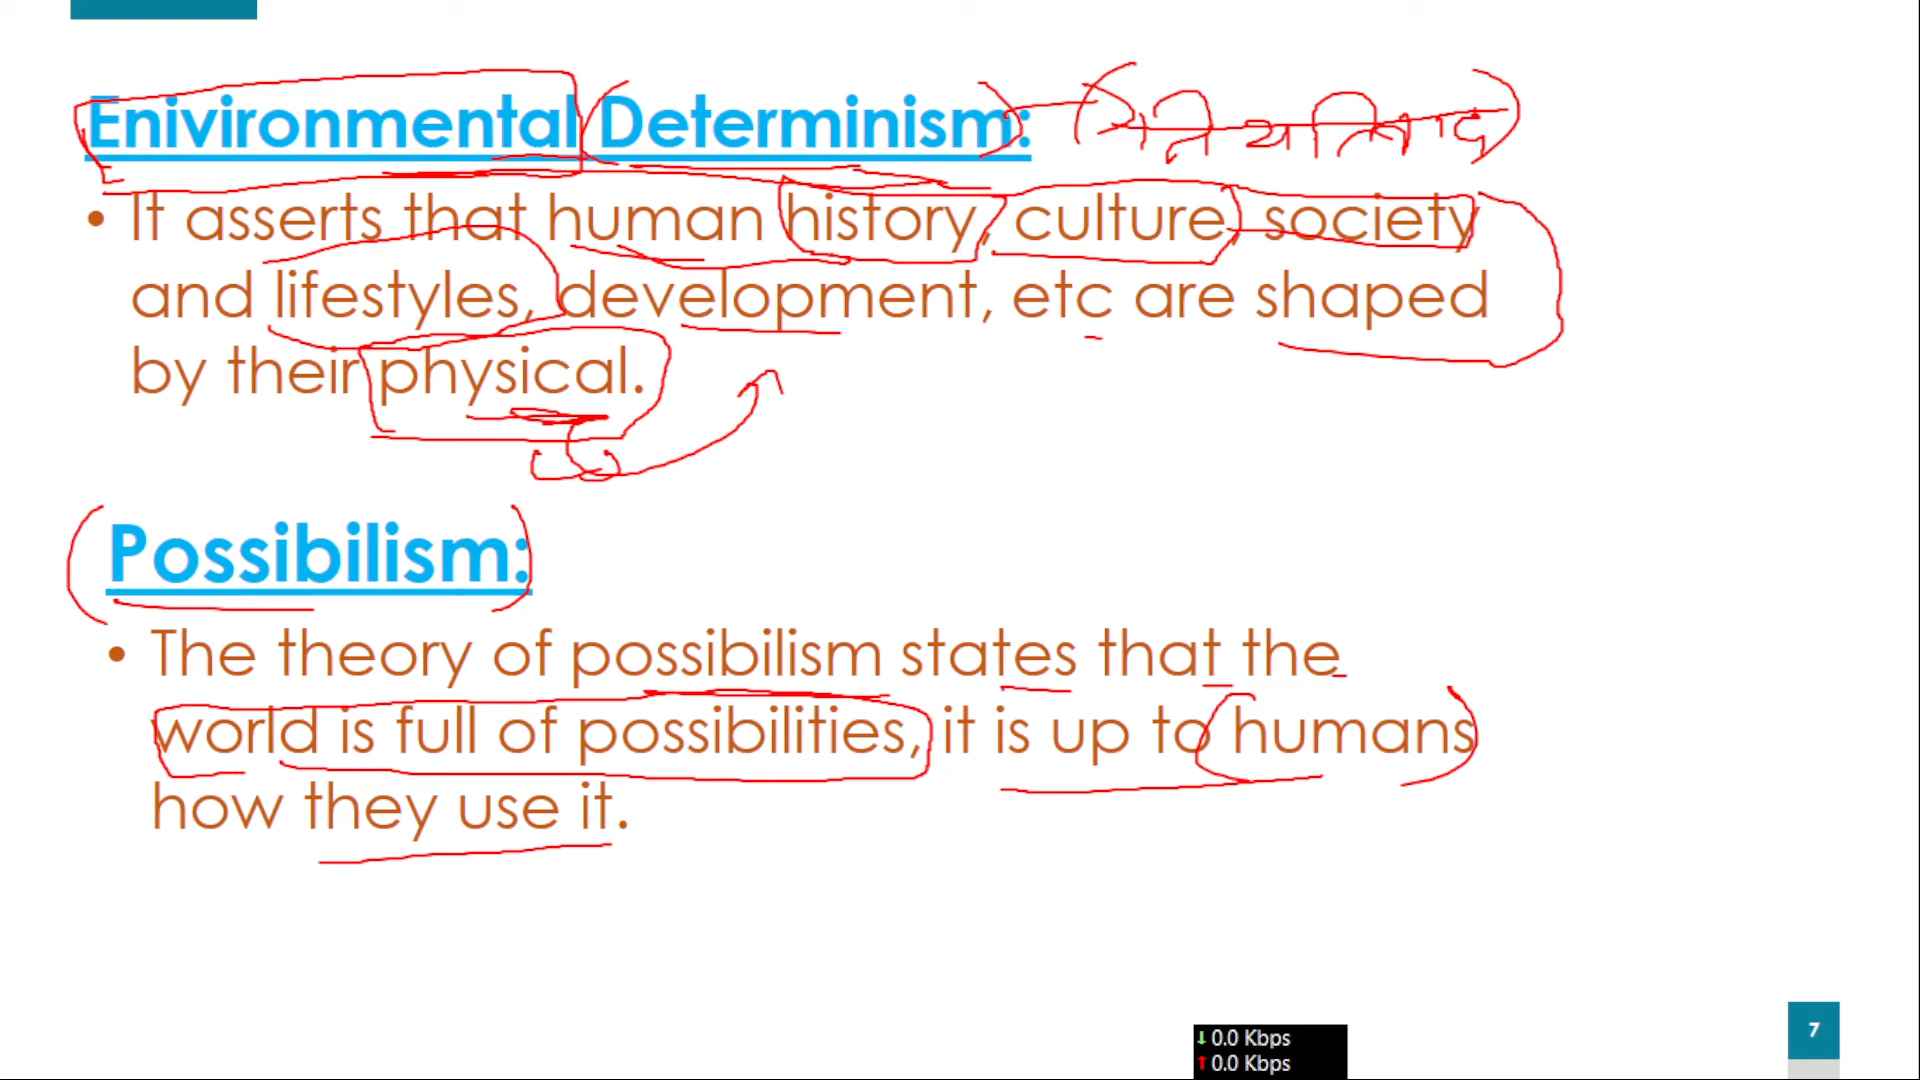 Enivironmental Determinism:
• It asserts that human history, culture, society
and lifestyles, development, etc are shaped
by their physical.
Possibilism:
• The theory of possibilism states that the
world is full of possibilities, it is up to humans
how they use it.
7
↓0.0 Kbps
↑0.0 Kbps